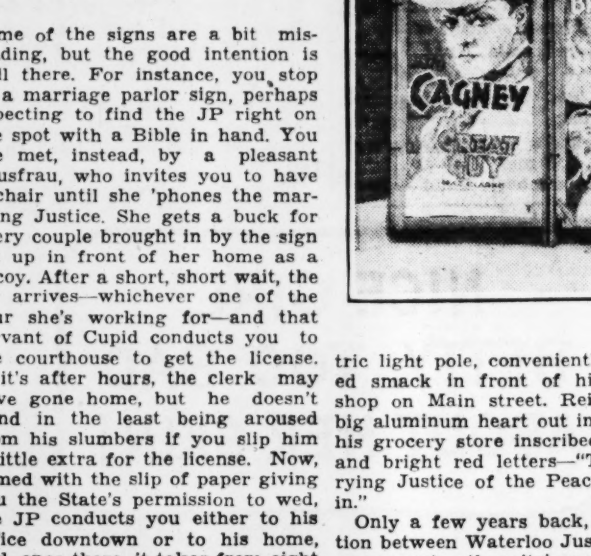 me of the signs are a bit mis-
ding, but the good intention is
ll there. For instance, you stop
a marriage parlor sign, perhaps
pecting to find the JP right on
e spot with a Bible in hand. You
e met, instead, by a pleasant
usfrau, who invites you to have
chair until she 'phones the mar-
ng Justice. She gets a buck for
ery couple brought in by the sign
up in front of her home as a
coy. After a short, short wait, the
arrives—whichever one of the
ur she's working for—and that
vant of Cupid conducts you to
e courthouse to get the license.
it's after hours, the clerk may
ve gone home, but he doesn't
nd in the least being aroused
om his slumbers if you slip him
ittle extra for the license. Now,
med with the slip of paper giving
u the State's permission to wed,
e JP conducts you either to his
ice downtown or to his home,
CAGNEY
GREAT
GUY
MAE CLARKE
tric light pole, convenient
ed smack in front of hi
shop on Main street. Rei
big aluminum heart out in
his grocery store inscribed
and bright red letters—"T
rying Justice of the Peac
in."
Only a few years back,
tion between Waterloo Jus